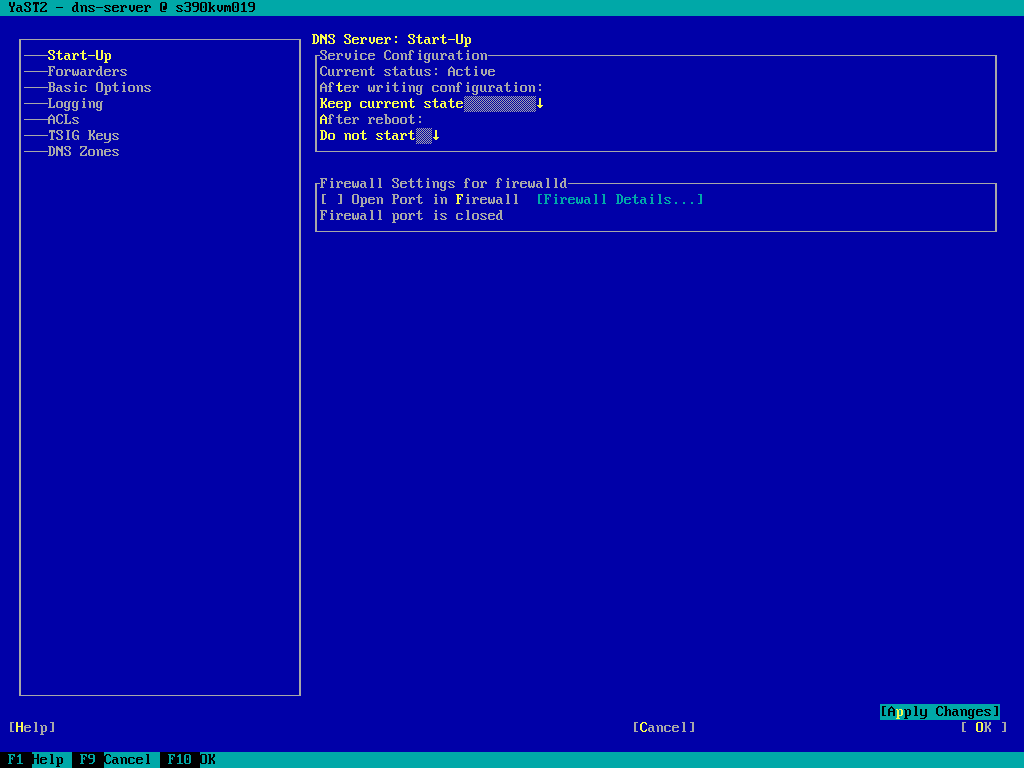 YaST2 - dns-server @ s390kvm019
Start-Up
Forwarders
Basic Options
Logging
ACLs
TSIG Keys
DNS Zones
DNS Server: Start-Up
Service Configuration
Current status: Active
After writing configuration:
Keep current state↓
After reboot:
Do not start↓
Firewall Settings for firewalld
[ ] Open Port in Firewall [Firewall Details...]
Firewall port is closed
[Apply Changes]
[Help] [Cancel] [ OK ]
F1 Help F9 Cancel F10 OK